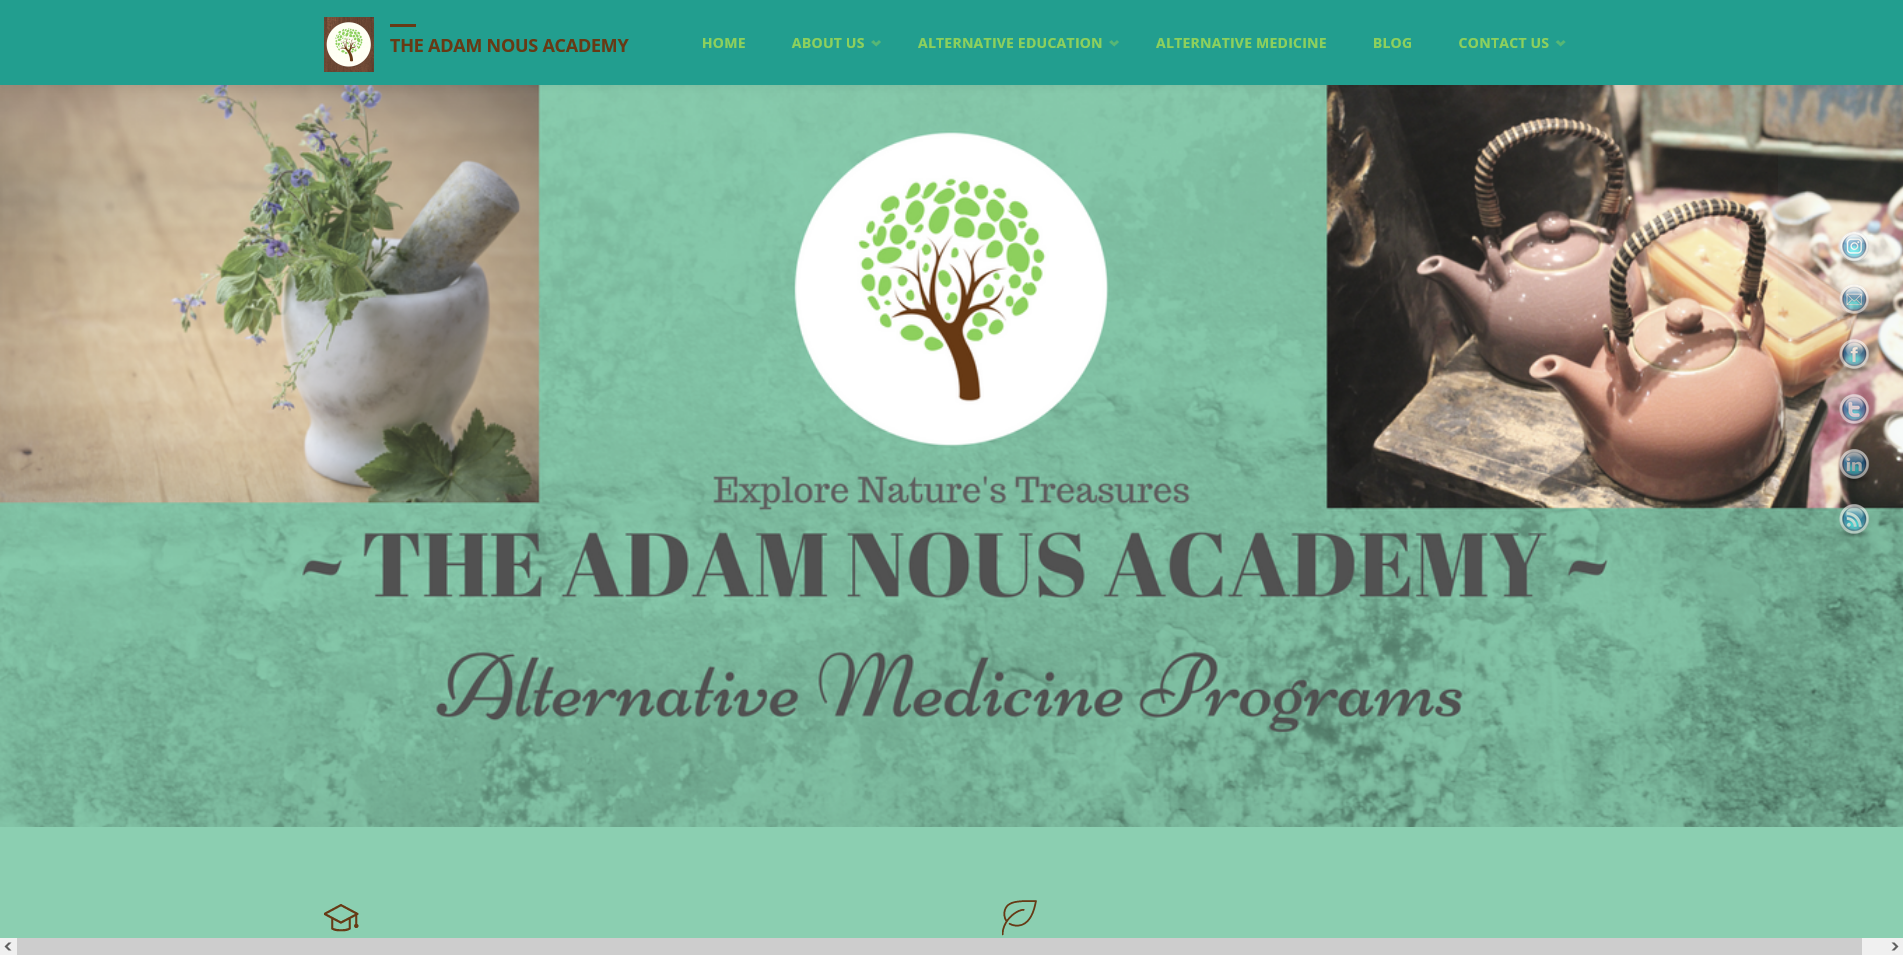 THE ADAM NOUS ACADEMY
HOME
ABOUT US
ALTERNATIVE EDUCATION
ALTERNATIVE MEDICINE
BLOG
CONTACT US
Explore Nature's Treasures
~ THE ADAM NOUS ACADEMY ~
Alternative Medicine Programs